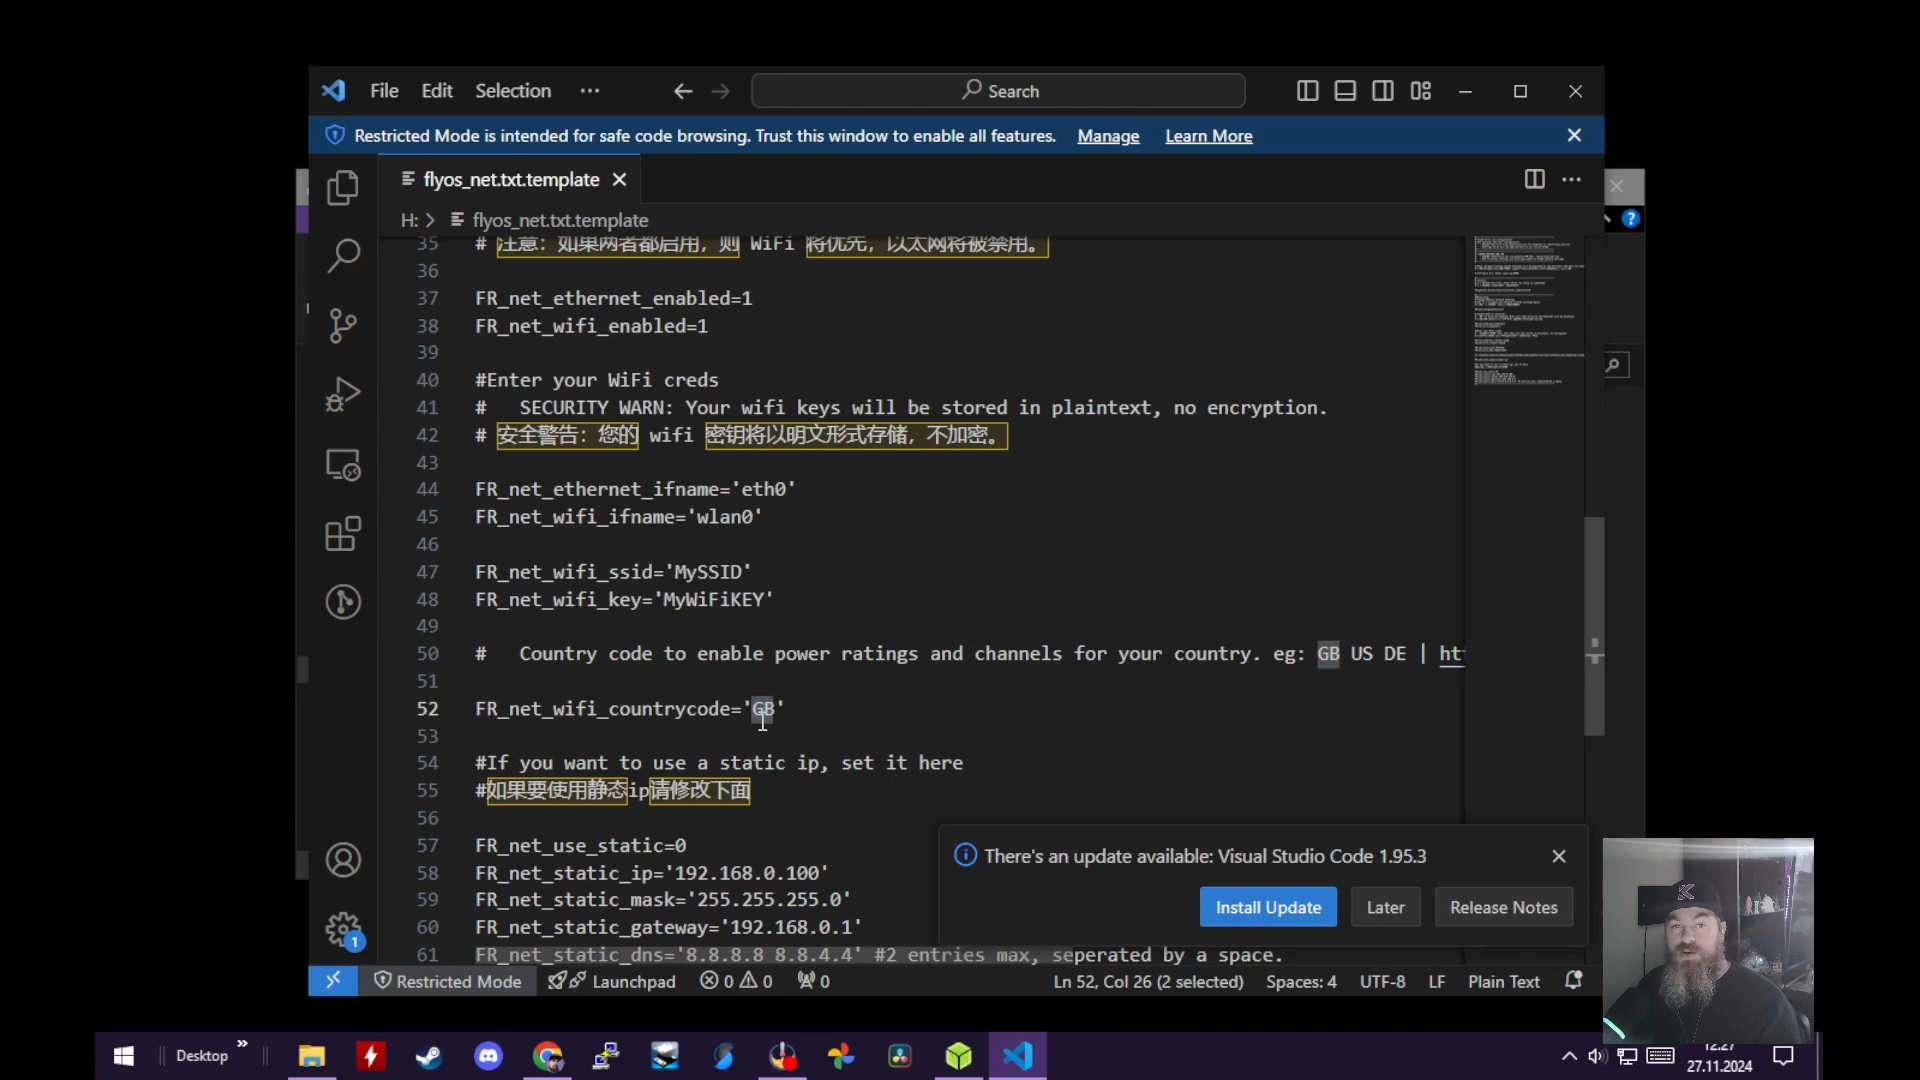 File Edit Selection ··· Search
Restricted Mode is intended for safe code browsing. Trust this window to enable all features. Manage Learn More
flyos_net.txt.template
H: > flyos_net.txt.template
35 # 注意：如果两者都启用，则 WiFi 将优先，以太网将被禁用。
36
37 FR_net_ethernet_enabled=1
38 FR_net_wifi_enabled=1
39
40 #Enter your WiFi creds
41 # SECURITY WARN: Your wifi keys will be stored in plaintext, no encryption.
42 # 安全警告：您的 wifi 密钥将以明文形式存储，不加密。
43
44 FR_net_ethernet_ifname='eth0'
45 FR_net_wifi_ifname='wlan0'
46
47 FR_net_wifi_ssid='MySSID'
48 FR_net_wifi_key='MyWiFiKEY'
49
50 # Country code to enable power ratings and channels for your country. eg: GB US DE | ht
51
52 FR_net_wifi_countrycode='GB'
53
54 #If you want to use a static ip, set it here
55 #如果要使用静态ip请修改下面
56
57 FR_net_use_static=0
58 FR_net_static_ip='192.168.0.100'
59 FR_net_static_mask='255.255.255.0'
60 FR_net_static_gateway='192.168.0.1'
61 FR_net_static_dns='8.8.8.8 8.8.4.4' #2 entries max, seperated by a space.
There's an update available: Visual Studio Code 1.95.3
Install Update Later Release Notes
1
Restricted Mode Launchpad 0 0 0 Ln 52, Col 26 (2 selected) Spaces: 4 UTF-8 LF Plain Text
Desktop
12:27
27.11.2024